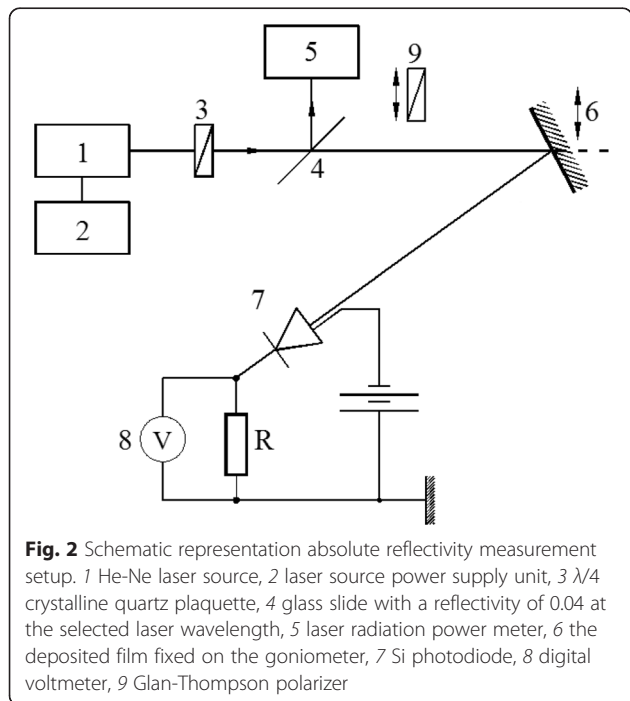 5
9
3
6
1
4
2
7
8 V
R
Fig. 2 Schematic representation absolute reflectivity measurement
setup. 1 He-Ne laser source, 2 laser source power supply unit, 3 λ/4
crystalline quartz plaquette, 4 glass slide with a reflectivity of 0.04 at
the selected laser wavelength, 5 laser radiation power meter, 6 the
deposited film fixed on the goniometer, 7 Si photodiode, 8 digital
voltmeter, 9 Glan-Thompson polarizer